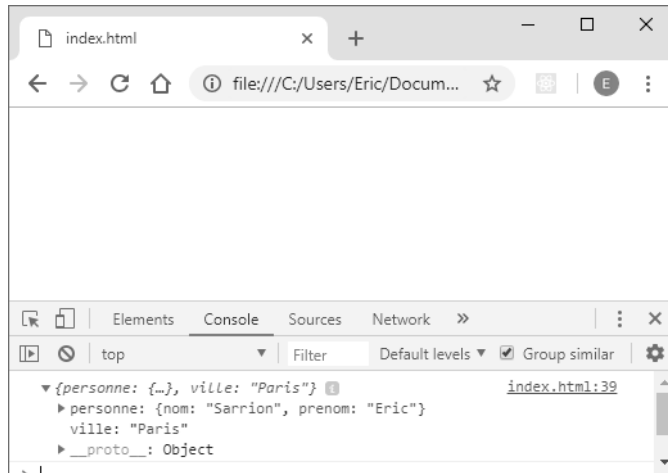 index.html
file:///C:/Users/Eric/Docum...
E
Elements Console Sources Network »
top Filter Default levels Group similar
{personne: {…}, ville: "Paris"} index.html:39
personne: {nom: "Sarrion", prenom: "Eric"}
ville: "Paris"
__proto__: Object